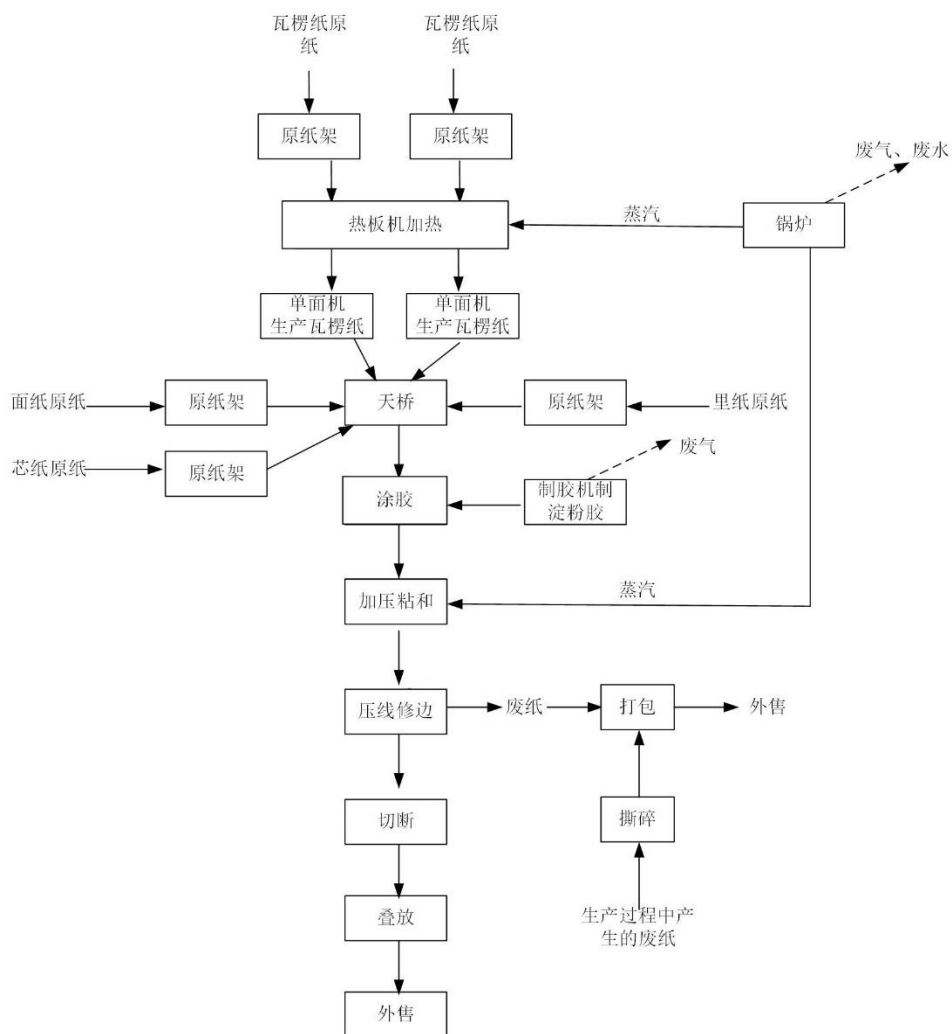 瓦楞纸原
纸
瓦楞纸原
纸
原纸架
原纸架
废气、废水
热板机加热
蒸汽
锅炉
单面机
生产瓦楞纸
单面机
生产瓦楞纸
面纸原纸
原纸架
天桥
原纸架
里纸原纸
芯纸原纸
原纸架
废气
涂胶
制胶机制
淀粉胶
加压粘和
蒸汽
压线修边
废纸
打包
外售
切断
撕碎
叠放
生产过程中产
生的废纸
外售